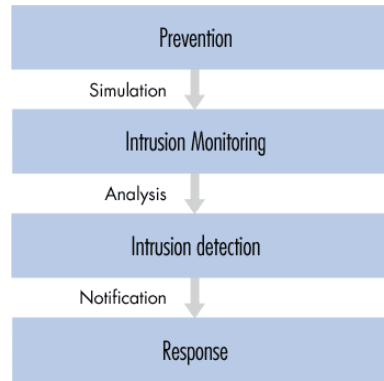 Prevention
Simulation
Intrusion Monitoring
Analysis
Intrusion detection
Notification
Response